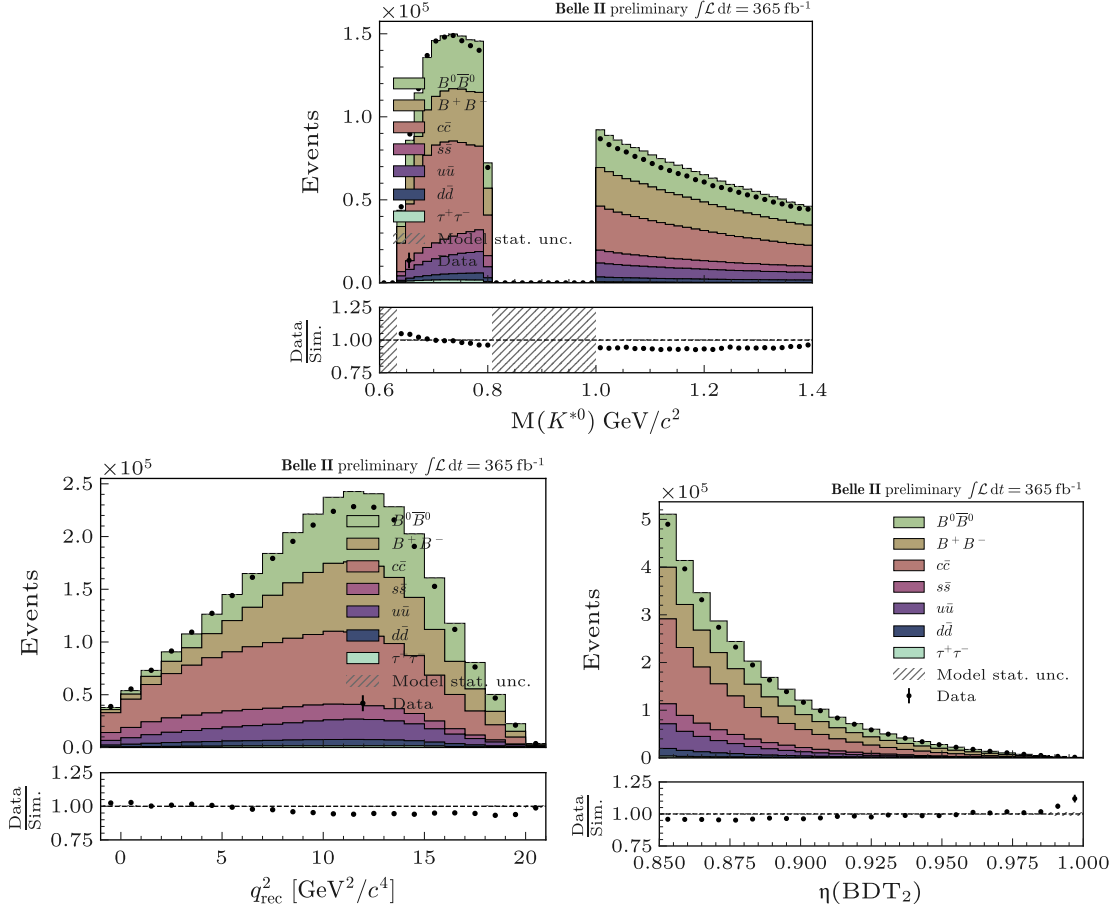 ×10⁵
Belle II preliminary ∫ℒ dt = 365 fb⁻¹
Events
1.5
1.0
0.5
0.0
B⁰B̅⁰
B⁺B⁻
cc̄
ss̄
uū
dd̄
τ⁺τ⁻
Model stat. unc.
Data
Data
Sim.
1.25
1.00
0.75
0.6 0.8 1.0 1.2 1.4
M(K*⁰) GeV/c²
×10⁵
Belle II preliminary ∫ℒ dt = 365 fb⁻¹
Events
2.5
2.0
1.5
1.0
0.5
0.0
B⁰B̅⁰
B⁺B⁻
cc̄
ss̄
uū
dd̄
τ⁺τ⁻
Model stat. unc.
Data
Data
Sim.
1.25
1.00
0.75
0 5 10 15 20
q²rec [GeV²/c⁴]
×10⁵
Belle II preliminary ∫ℒ dt = 365 fb⁻¹
Events
5
4
3
2
1
0
B⁰B̅⁰
B⁺B⁻
cc̄
ss̄
uū
dd̄
τ⁺τ⁻
Model stat. unc.
Data
Data
Sim.
1.25
1.00
0.75
0.850 0.875 0.900 0.925 0.950 0.975 1.000
η(BDT₂)